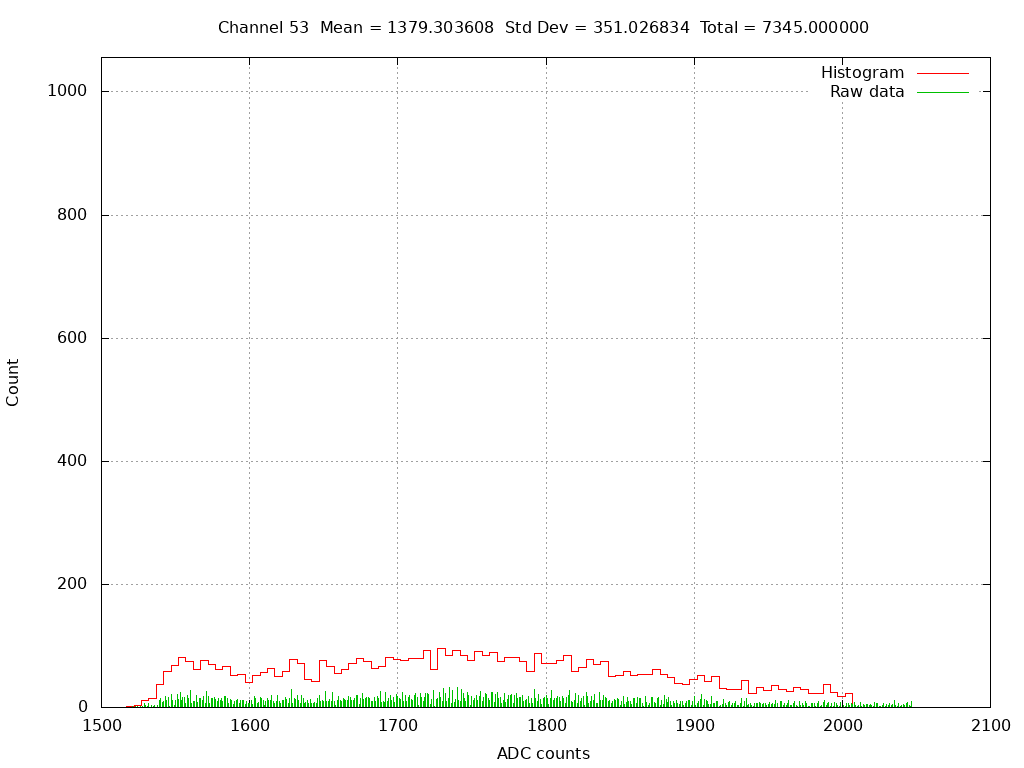 Channel 53  Mean = 1379.303608  Std Dev = 351.026834  Total = 7345.000000
Histogram
Raw data
1000
800
600
400
200
0
Count
1500 1600 1700 1800 1900 2000 2100
ADC counts